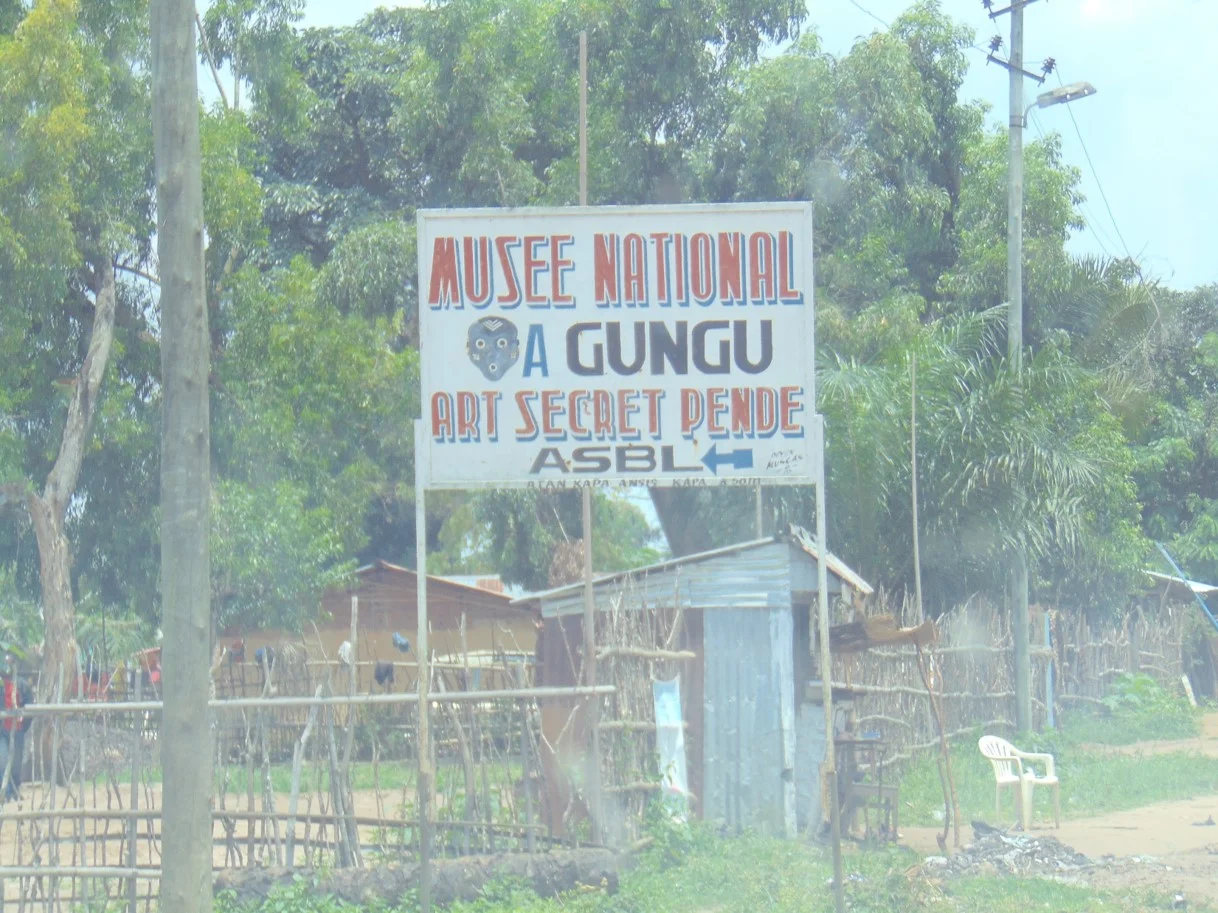 MUSEE NATIONAL
A GUNGU
ART SECRET PENDE
ASBL